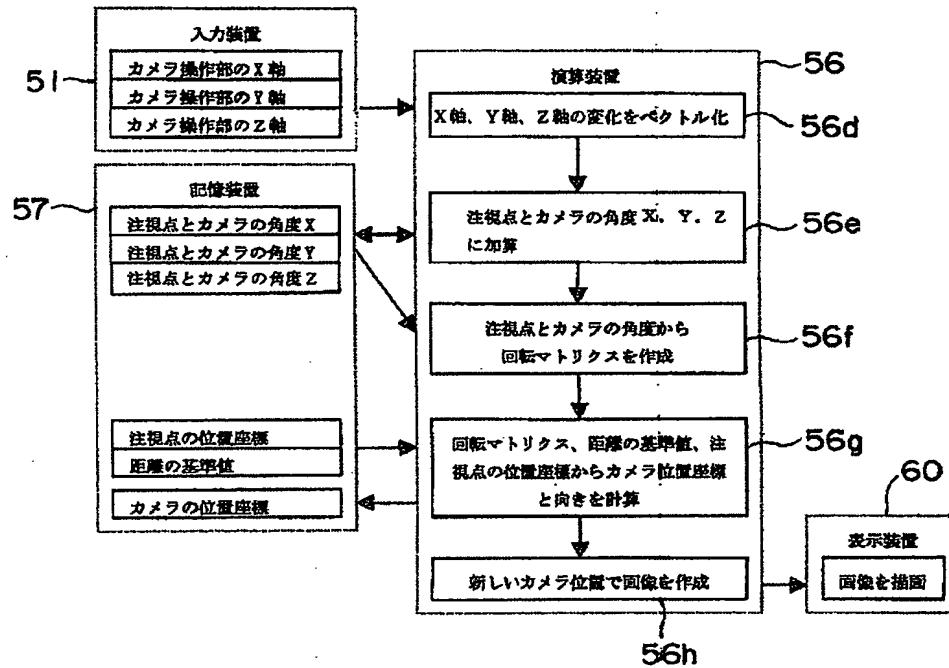 入力装置
カメラ操作部のX軸
カメラ操作部のY軸
カメラ操作部のZ軸
51
記憶装置
57
注視点とカメラの角度X
注視点とカメラの角度Y
注視点とカメラの角度Z
注視点の位置座標
距離の基準値
カメラの位置座標
演算装置
56
X軸、Y軸、Z軸の変化をベクトル化
56d
注視点とカメラの角度X、Y、Z
に加算
56e
注視点とカメラの角度から
回転マトリクスを作成
56f
回転マトリクス、距離の基準値、注
視点の位置座標からカメラ位置座標
と向きを計算
56g
新しいカメラ位置で画像を作成
56h
60
表示装置
画像を描画